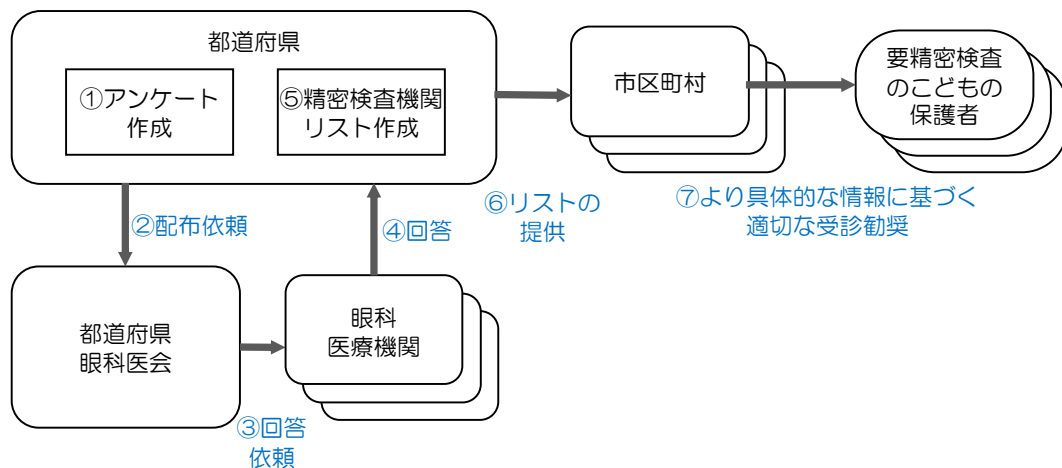 都道府県
①アンケート
作成
⑤精密検査機関
リスト作成
市区町村
要精密検査
のこどもの
保護者
②配布依頼
④回答
⑥リストの
提供
⑦より具体的な情報に基づく
適切な受診勧奨
都道府県
眼科医会
眼科
医療機関
③回答
依頼